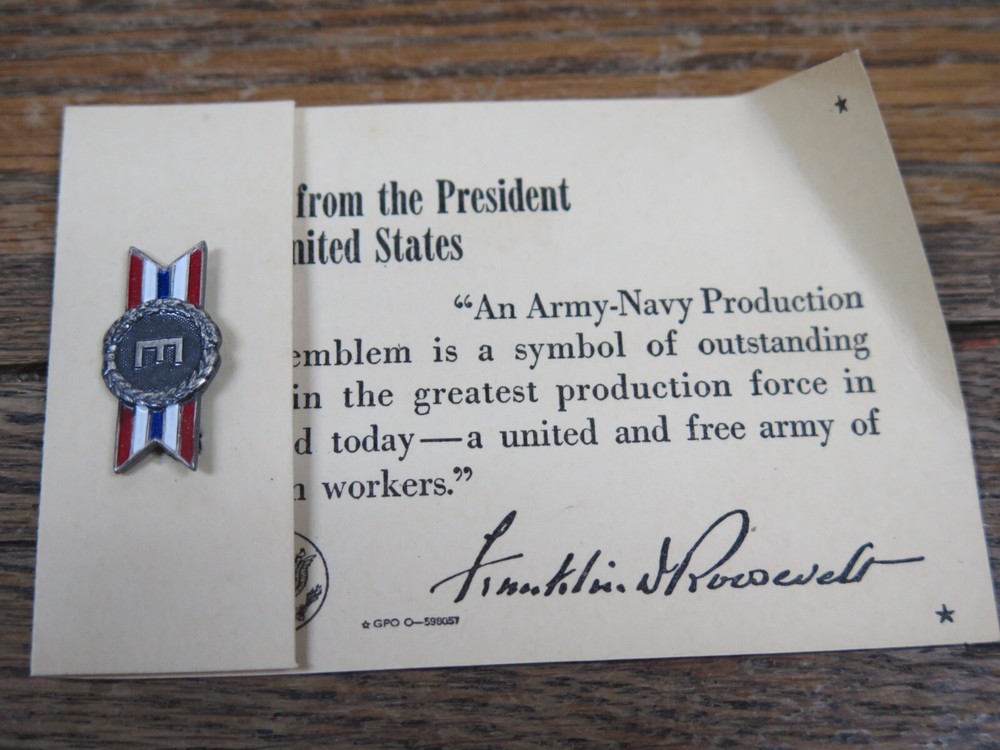 E
from the President
nited States
“An Army-Navy Production
emblem is a symbol of outstanding
in the greatest production force in
d today—a united and free army of
n workers.”
Franklin D Roosevelt
☆ GPO O—598057